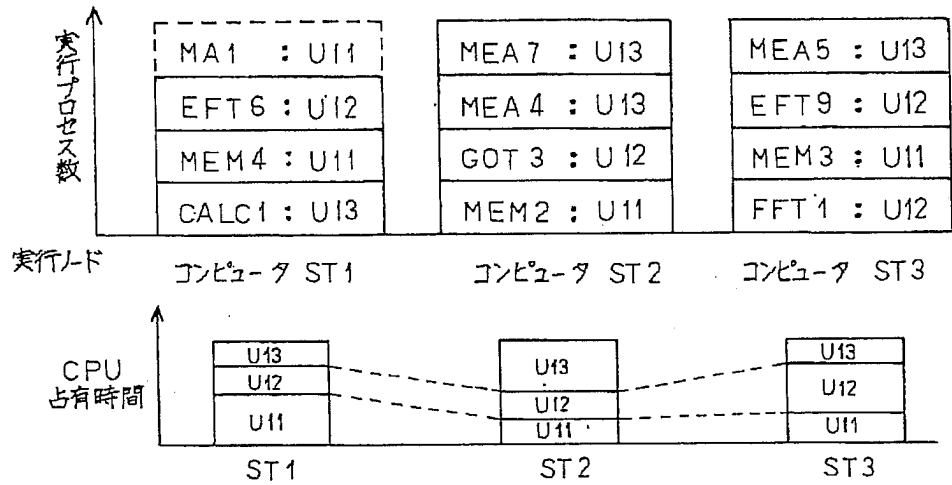 実行プロセス数
MA1 : U11
EFT6 : U12
MEM4 : U11
CALC1 : U13
MEA7 : U13
MEA4 : U13
GOT3 : U12
MEM2 : U11
MEA5 : U13
EFT9 : U12
MEM3 : U11
FFT1 : U12
実行ノード
コンピュータ ST1
コンピュータ ST2
コンピュータ ST3
CPU
占有時間
U13
U12
U11
U13
U12
U11
U13
U12
U11
ST1
ST2
ST3